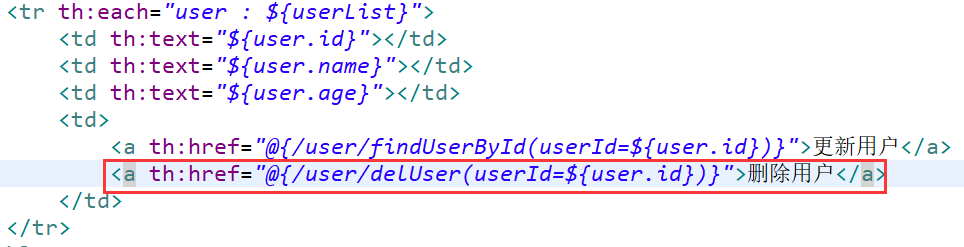 <tr th:each="user : ${userList}">
<td th:text="${user.id}"></td>
<td th:text="${user.name}"></td>
<td th:text="${user.age}"></td>
<td>
<a th:href="@{/user/findUserById(userId=${user.id})}">更新用户</a>
<a th:href="@{/user/delUser(userId=${user.id})}">删除用户</a>
</td>
</tr>